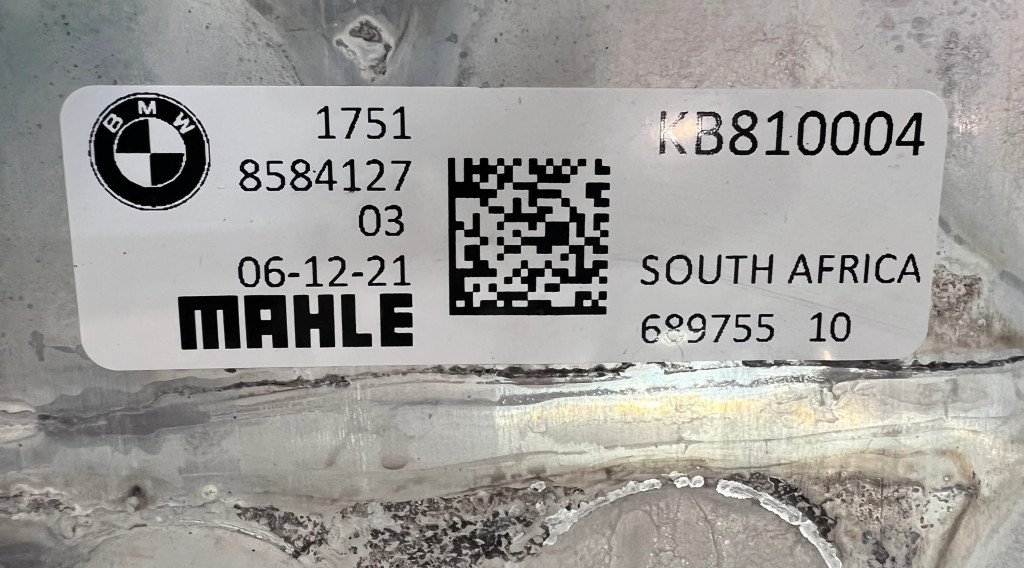 BMW
1751
8584127
03
06-12-21
MAHLE
KB810004
SOUTH AFRICA
689755 10